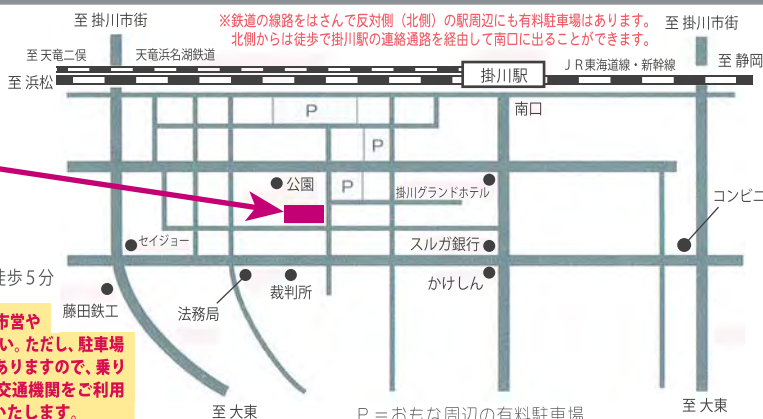 至 掛川市街
※鉄道の線路をはさんで反対側（北側）の駅周辺にも有料駐車場はあります。
北側からは徒歩で掛川駅の連絡通路を経由して南口に出ることができます。
至 掛川市街
至 天竜二俣
天竜浜名湖鉄道
至 浜松
掛川駅
ＪＲ東海道線・新幹線
至 静岡
南口
P
P
公園
P
掛川グランドホテル
コンビニ
セイジョー
スルガ銀行
徒歩５分
藤田鉄工
法務局
裁判所
かけしん
市営や
い。ただし、駐車場
ありますので、乗り
交通機関をご利用
いたします。
至 大東
P＝おもな周辺の有料駐車場
至 大東